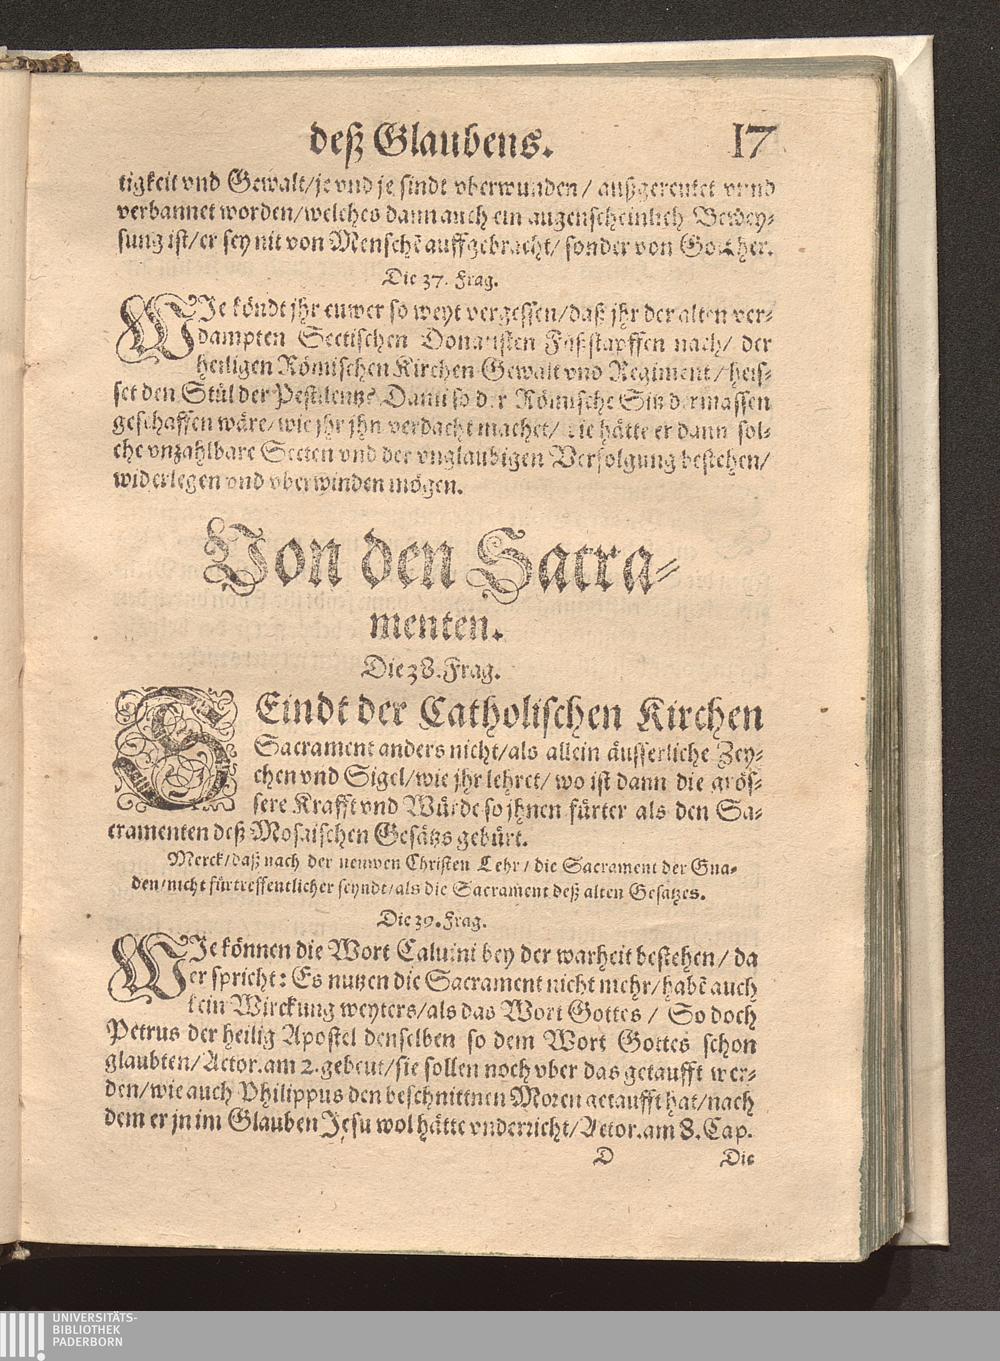 deß Glaubens. 17
tigkeit vnd Gewalt/je vnd je sindt vberwunden/ außgereutet vnnd
verbannet worden/welches dann auch ein augenscheinlich Bewey-
sung ist/er sey nit von Menschẽ auffgebracht/ sonder von Gott her.
Die 37. Frag.
WIe köndt jhr euwer so weyt vergessen/daß jhr der alten ver-
dampten Sectischen Donatisten Fußstapffen nach/ der
heiligen Römischen Kirchen Gewalt vnd Regiment/ heis-
set den Stůl der Pestilentz? Dann so der Römische Sitz dermassen
geschaffen wäre/ wie jhr jhn verdacht machet/ wie hätte er dann sol-
che vnzahlbare Secten vnd der vnglaubigen Verfolgung bestehen/
widerlegen vnd vberwinden mögen.
Von den Sacra-
menten.
Die 38. Frag.
SEindt der Catholischen Kirchen
Sacrament anders nicht/als allein äusserliche Zey-
chen vnd Sigel/wie jhr lehret/ wo ist dann die grös-
sere Krafft vnd Würde so jhnen fürter als den Sa-
cramenten deß Mosaischen Gesätzs gebürt.
Merck/daß nach der neuwen Christen Lehr/ die Sacrament der Gna-
den/nicht fürtreffentlicher seyndt/als die Sacrament deß alten Gesätzes.
Die 39. Frag.
WIe können die Wort Caluini bey der warheit bestehen/ da
er spricht: Es nutzen die Sacrament nicht mehr/habẽ auch
kein Wirckung weyters/als das Wort Gottes / So doch
Petrus der heilig Apostel denselben so dem Wort Gottes schon
glaubten/Actor. am 2. gebeut/sie sollen noch vber das getaufft wer-
den/wie auch Philippus den beschnittnen Moren getaufft hat/nach
dem er jn im Glauben Jesu wol hätte vnderricht/Actor. am 8. Cap.
D Die
UNIVERSITÄTS-
BIBLIOTHEK
PADERBORN